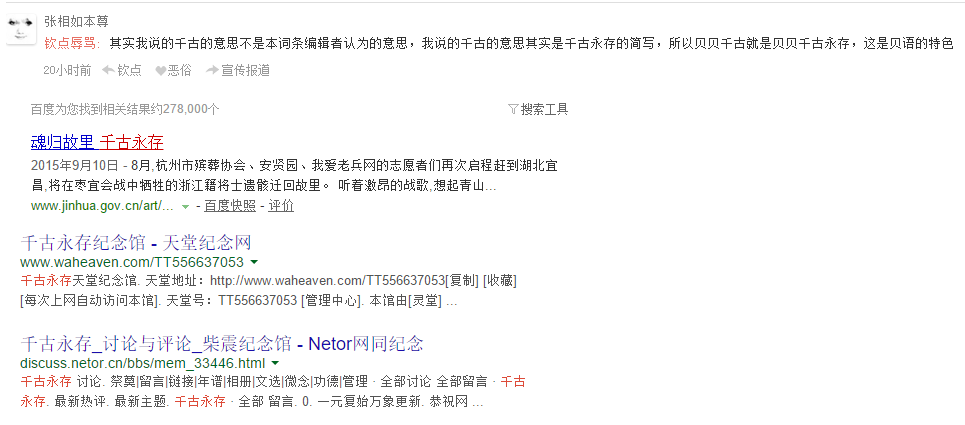 张相如本尊
钦点辱骂: 其实我说的千古的意思不是本词条编辑者认为的意思，我说的千古的意思其实是千古永存的简写，所以贝贝千古就是贝贝千古永存，这是贝语的特色
20小时前 钦点 恶俗 宣传报道
百度为您找到相关结果约278,000个 搜索工具
魂归故里 千古永存
2015年9月10日 - 8月,杭州市殡葬协会、安贤园、我爱老兵网的志愿者们再次启程赶到湖北宜
昌,将在枣宜会战中牺牲的浙江籍将士遗骸迁回故里。 听着激昂的战歌,想起青山...
www.jinhua.gov.cn/art/... - 百度快照 - 评价
千古永存纪念馆 - 天堂纪念网
www.waheaven.com/TT556637053
千古永存天堂纪念馆. 天堂地址：http://www.waheaven.com/TT556637053[复制] [收藏]
[每次上网自动访问本馆]. 天堂号：TT556637053 [管理中心]. 本馆由[灵堂] ...
千古永存_讨论与评论_柴震纪念馆 - Netor网同纪念
discuss.netor.cn/bbs/mem_33446.html
千古永存 讨论. 祭奠|留言|链接|年谱|相册|文选|微念|功德|管理 · 全部讨论 全部留言 · 千古
永存. 最新热评. 最新主题. 千古永存 · 全部 留言. 0. 一元复始万象更新. 恭祝网 ...